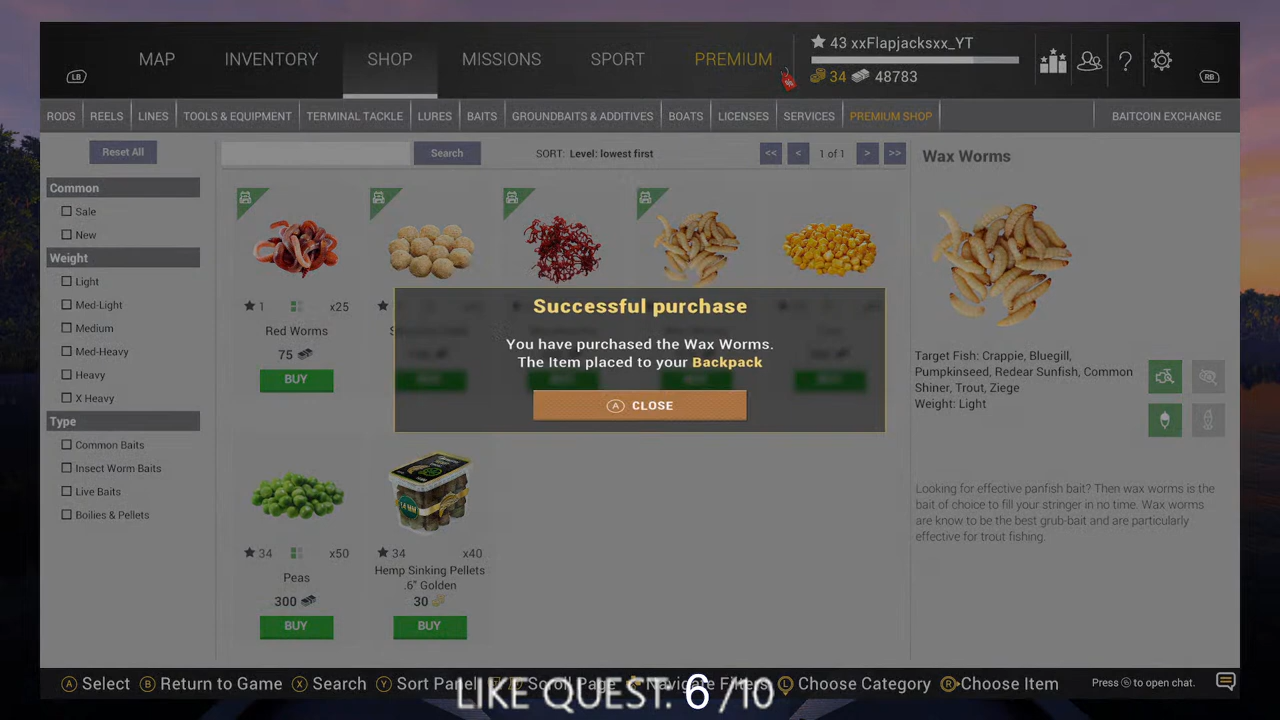 MAP INVENTORY SHOP MISSIONS SPORT PREMIUM
43 xxFlapjacksxx_YT
34 48783
LB
RB
RODS REELS LINES TOOLS & EQUIPMENT TERMINAL TACKLE LURES BAITS GROUNDBAITS & ADDITIVES BOATS LICENSES SERVICES PREMIUM SHOP BAITCOIN EXCHANGE
Reset All
Search
SORT: Level: lowest first
<< < 1 of 1 > >>
Common
Sale
New
Weight
Light
Med-Light
Medium
Med-Heavy
Heavy
X Heavy
Type
Common Baits
Insect Worm Baits
Live Baits
Boilies & Pellets
1 x25
Red Worms
75
BUY
Successful purchase
You have purchased the Wax Worms.
The Item placed to your Backpack
A CLOSE
34 x50
Peas
300
BUY
34 x40
Hemp Sinking Pellets
.6" Golden
30
BUY
Wax Worms
Target Fish: Crappie, Bluegill,
Pumpkinseed, Redear Sunfish, Common
Shiner, Trout, Ziege
Weight: Light
Looking for effective panfish bait? Then wax worms is the
bait of choice to fill your stringer in no time. Wax worms
are know to be the best grub-bait and are particularly
effective for trout fishing.
A Select B Return to Game X Search Y Sort Panel Scroll Page Navigate Filters L Choose Category R Choose Item
Press to open chat.
LIKE QUEST: 6 /10